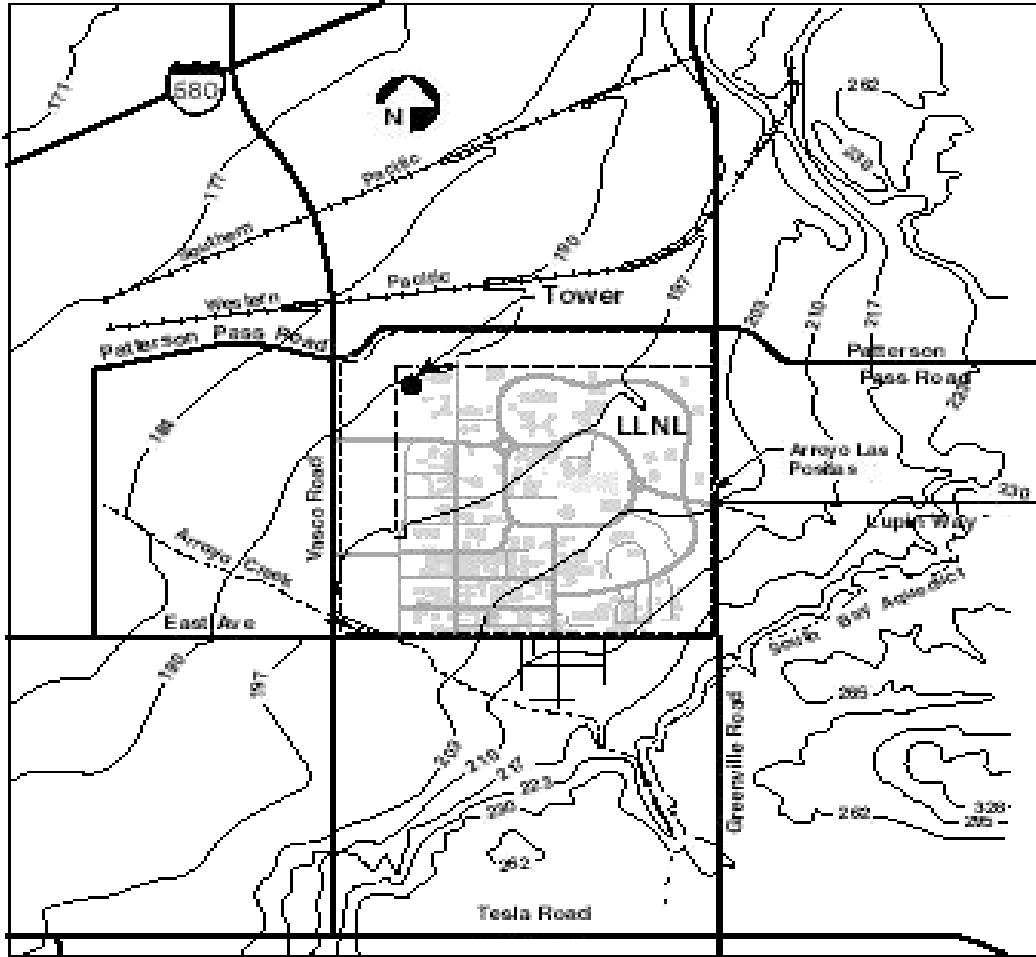 171
580
N
262
230
177
Pacific
Southern
190
197
Pacific
Western
Tower
203
210
217
Patterson Pass Road
Patterson
Pass Road
LLNL
Arroyo Las
Positas
230
Vasco Road
Lupin Way
Arroyo Creek
South Bay Aqueduct
East Ave
190
197
265
Greenville Road
203
210
217
223
230
262
328
295
262
Tesla Road